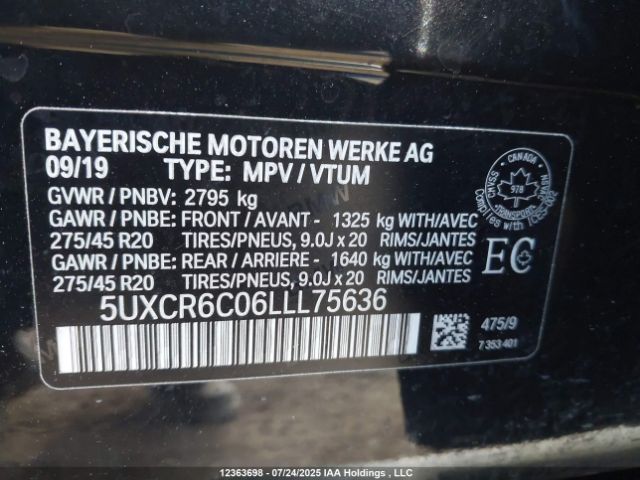 BAYERISCHE MOTOREN WERKE AG
09/19 TYPE: MPV / VTUM
GVWR / PNBV: 2795 kg
GAWR / PNBE: FRONT / AVANT - 1325 kg WITH/AVEC
275/45 R20 TIRES/PNEUS, 9.0J x 20 RIMS/JANTES
GAWR / PNBE: REAR / ARRIERE - 1640 kg WITH/AVEC
275/45 R20 TIRES/PNEUS, 9.0J x 20 RIMS/JANTES
5UXCR6C06LLL75636
CANADA
978
TRANSPORT
EC
475/9
7 353 401
12363698 - 07/24/2025 IAA Holdings , LLC